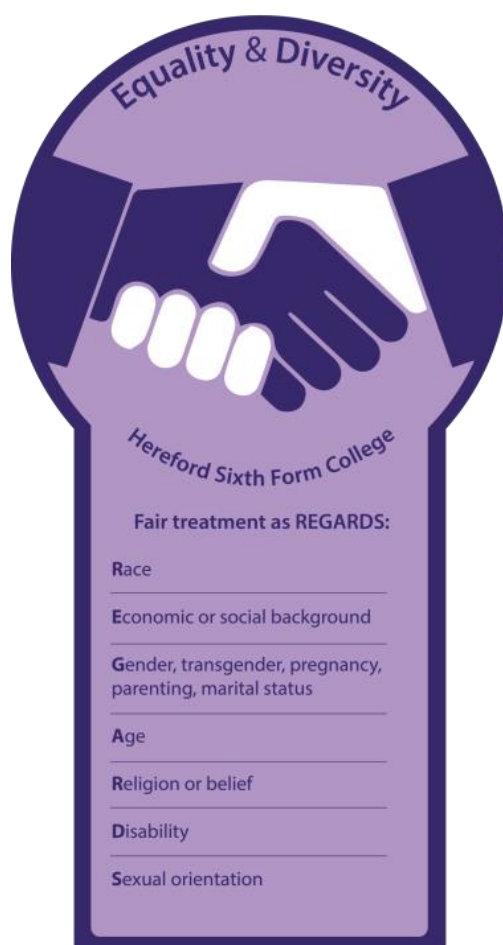 Equality & Diversity
Hereford Sixth Form College
Fair treatment as REGARDS:
Race
Economic or social background
Gender, transgender, pregnancy,
parenting, marital status
Age
Religion or belief
Disability
Sexual orientation